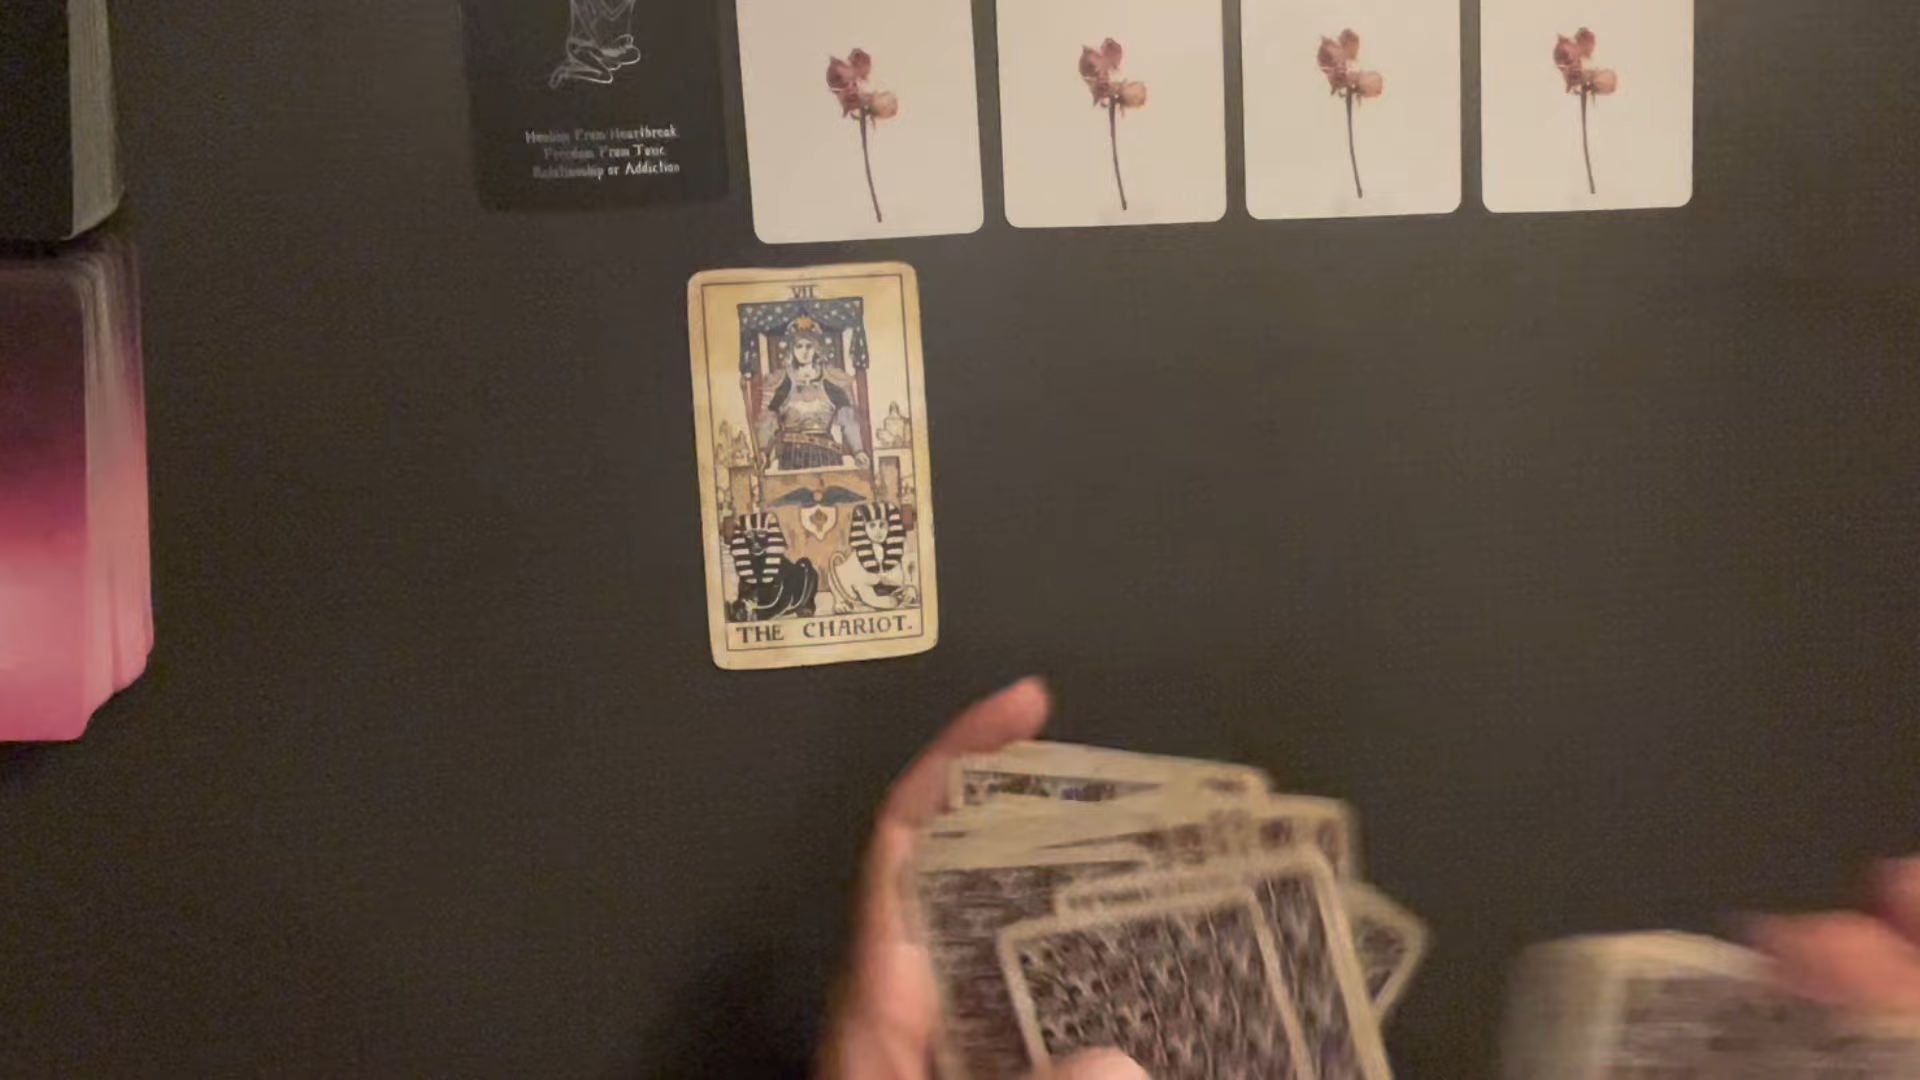 Healing From Heartbreak
Freedom From Toxic
Relationship or Addiction
VII
THE CHARIOT.